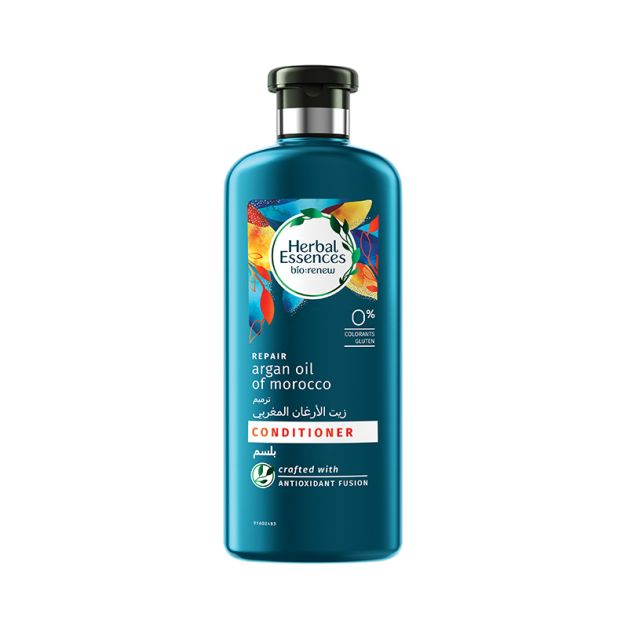 Herbal
Essences
bio:renew
0%
COLORANTS
GLUTEN
REPAIR
argan oil
of morocco
ترميم
زيت الأرغان المغربي
CONDITIONER
بلسم
crafted with
ANTIOXIDANT FUSION
91602483